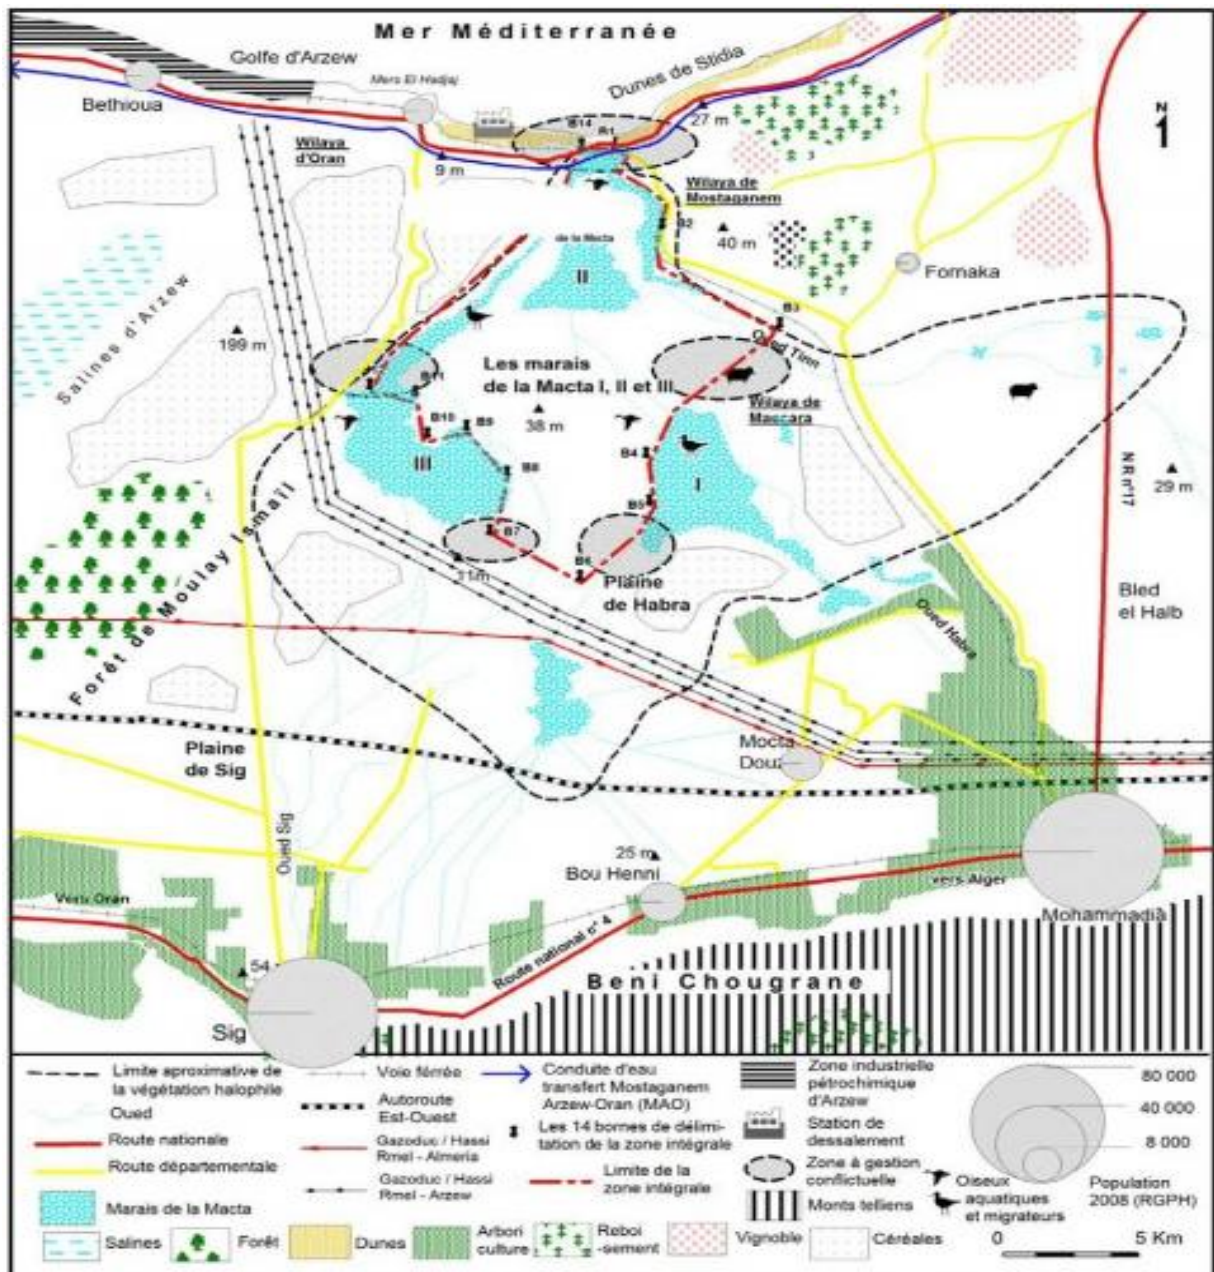 Mer Méditerranée
Golfe d'Arzew
Mers El Hadjaj
Dunes de Stidia
Bethioua
B14
B1
27 m
N
1
Wilaya
d'Oran
9 m
Wilaya de
Mostaganem
B2
40 m
de la Macta
II
Fornaka
Salines d'Arzew
199 m
B3
Oued Tinn
Les marais
de la Macta I, II et III
B11
38 m
Wilaya de
Mascara
B10
B9
B4
III
B8
I
N R n°17
29 m
B5
B7
11m
B6
Plaine
de Habra
Forêt de Moulay Ismaïl
Oued Habra
Bled
el Halb
Plaine
de Sig
Mocta
Douz
Oued Sig
25 m
Bou Henni
vers Alger
Vers Oran
Mohammadia
54
Route national n° 4
Beni Chougrane
Sig
Limite aproximative de
la végétation halophile
Oued
Route nationale
Route départementale
Marais de la Macta
Salines
Forêt
Dunes
Voie férrée
Autoroute
Est-Ouest
Gazoduc / Hassi
Rmel - Almeria
Gazoduc / Hassi
Rmel - Arzew
Arbori
culture
Conduite d'eau
transfert Mostaganem
Arzew-Oran (MAO)
Les 14 bornes de délimi-
tation de la zone intégrale
Limite de la
zone intégrale
Reboi
-sement
Vignoble
Zone industrielle
pétrochimique
d'Arzew
Station de
dessalement
Zone à gestion
conflictuelle
Monts telliens
Céréales
Oiseux
aquatiques
et migrateurs
80 000
40 000
8 000
Population
2008 (RGPH)
0
5 Km